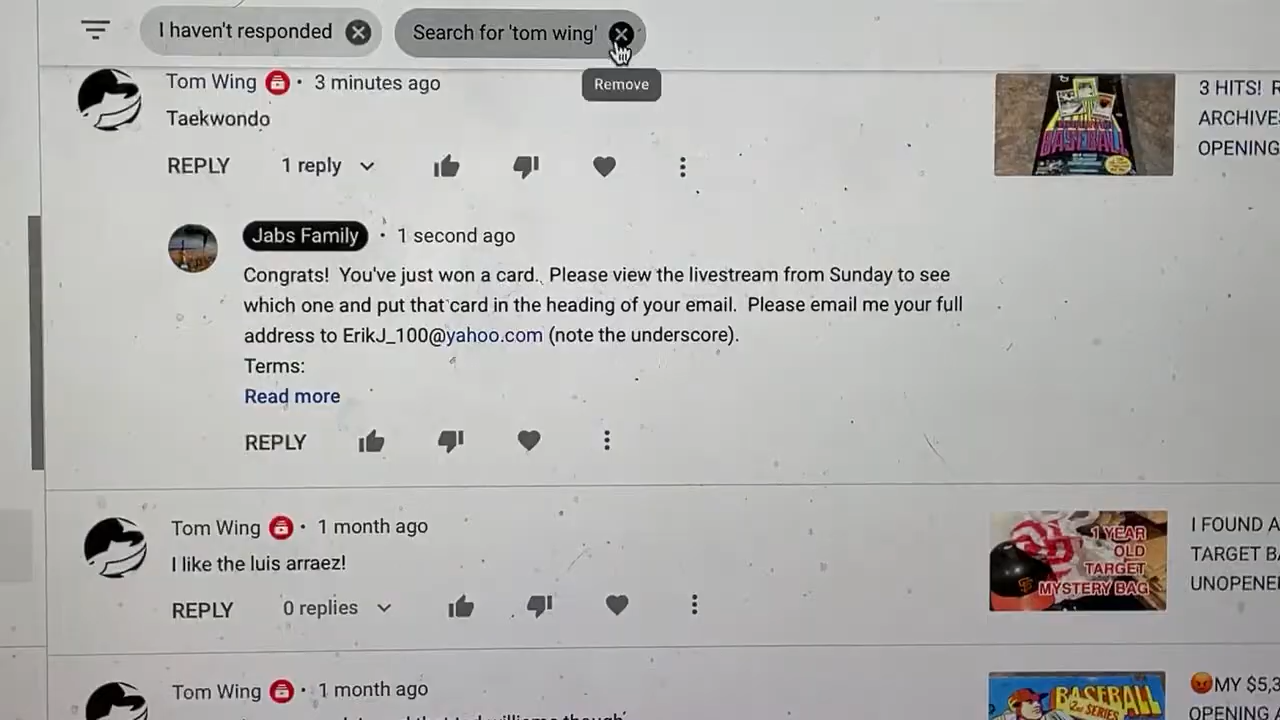 I haven't responded
Search for 'tom wing'
Remove
Tom Wing • 3 minutes ago
Taekwondo
REPLY 1 reply
3 HITS! R
ARCHIVE
OPENING
BASEBALL
Jabs Family • 1 second ago
Congrats! You've just won a card. Please view the livestream from Sunday to see
which one and put that card in the heading of your email. Please email me your full
address to ErikJ_100@yahoo.com (note the underscore).
Terms:
Read more
REPLY
Tom Wing • 1 month ago
I like the luis arraez!
REPLY 0 replies
1 YEAR
OLD
TARGET
MYSTERY BAG
I FOUND A
TARGET BA
UNOPENE
Tom Wing • 1 month ago
BASEBALL
2nd SERIES
MY $5,3
OPENING